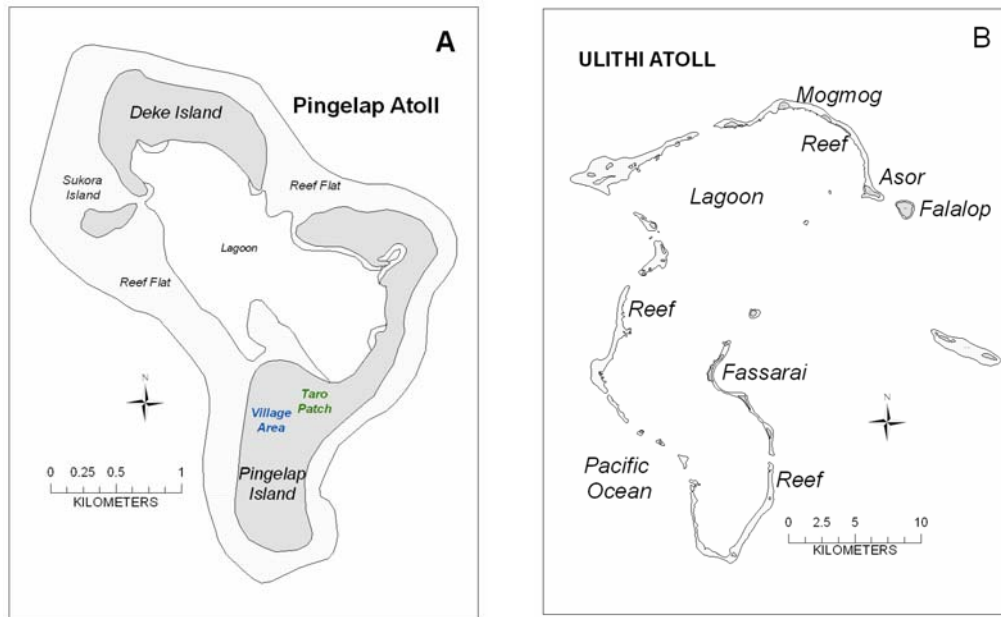 A
Pingelap Atoll
Deke Island
Sukora
Island
Reef Flat
Lagoon
Reef Flat
N
Taro
Patch
Village
Area
Pingelap
Island
0 0.25 0.5 1
KILOMETERS
B
ULITHI ATOLL
Mogmog
Reef
Asor
Lagoon
Falalop
Reef
Fassarai
N
Pacific
Ocean
Reef
0 2.5 5 10
KILOMETERS